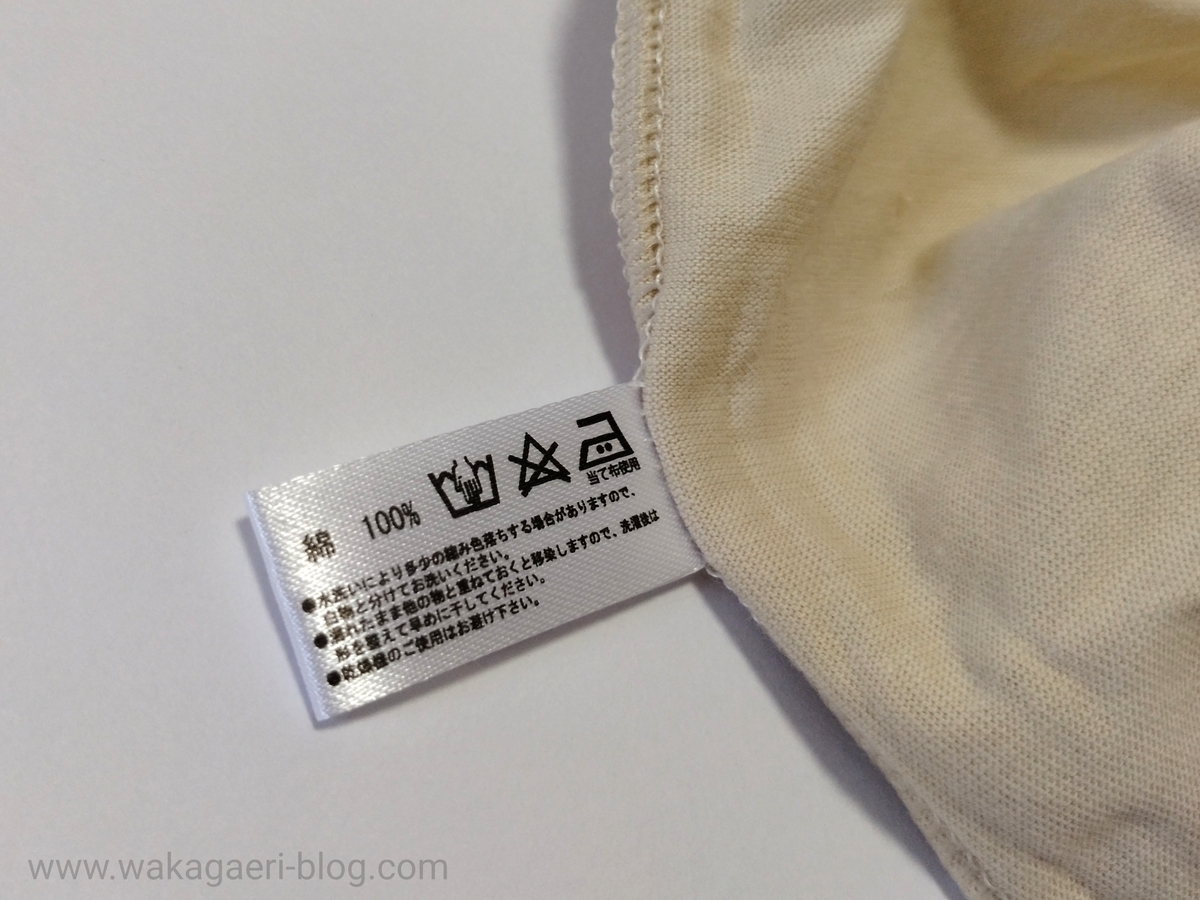 綿 100%
当て布使用
●水洗いにより多少の縮み色落ちする場合がありますので、
白物と分けてお洗いください。
●濡れたまま他の物と重ねておくと移染しますので、洗濯後は
形を整えて早めに干してください。
●乾燥機のご使用はお避け下さい。
www.wakagaeri-blog.com